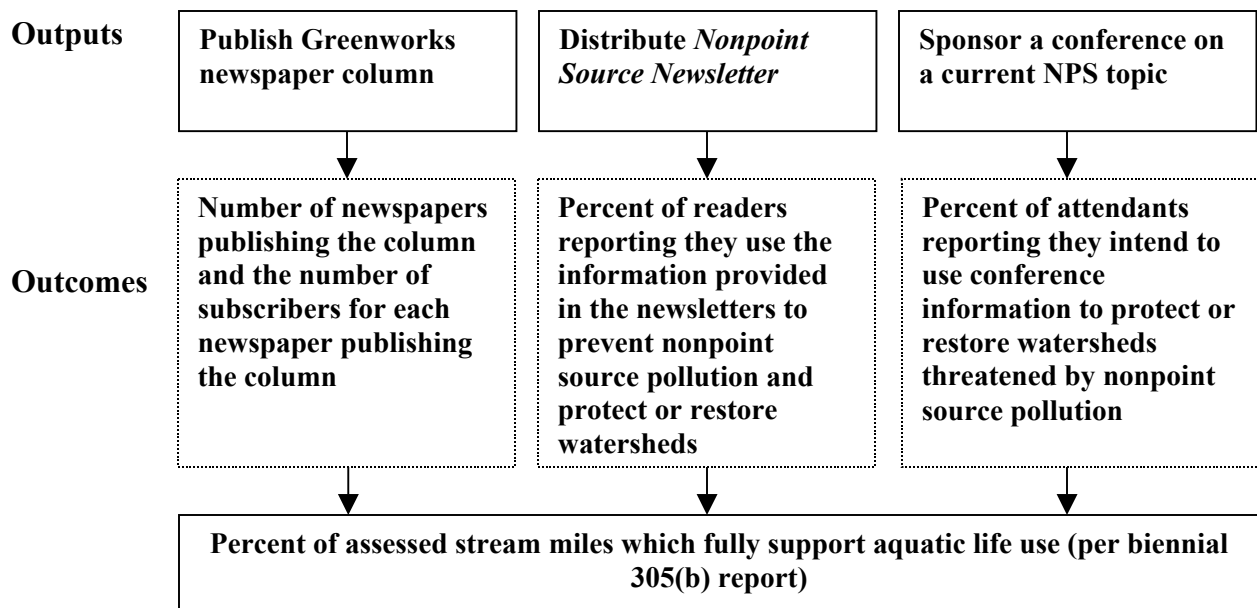 Outputs
Publish Greenworks
newspaper column
Distribute Nonpoint
Source Newsletter
Sponsor a conference on
a current NPS topic
Outcomes
Number of newspapers
publishing the column
and the number of
subscribers for each
newspaper publishing
the column
Percent of readers
reporting they use the
information provided
in the newsletters to
prevent nonpoint
source pollution and
protect or restore
watersheds
Percent of attendants
reporting they intend to
use conference
information to protect or
restore watersheds
threatened by nonpoint
source pollution
Percent of assessed stream miles which fully support aquatic life use (per biennial
305(b) report)